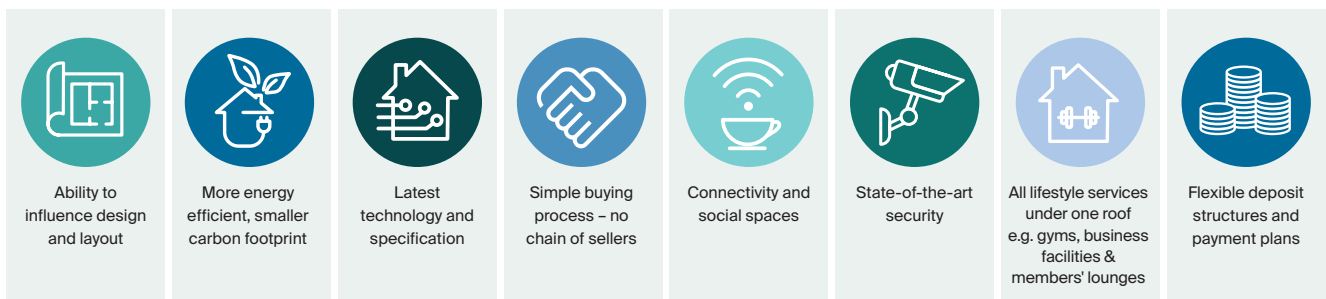 Ability to
influence design
and layout
More energy
efficient, smaller
carbon footprint
Latest
technology and
specification
Simple buying
process – no
chain of sellers
Connectivity and
social spaces
State-of-the-art
security
All lifestyle services
under one roof
e.g. gyms, business
facilities &
members' lounges
Flexible deposit
structures and
payment plans